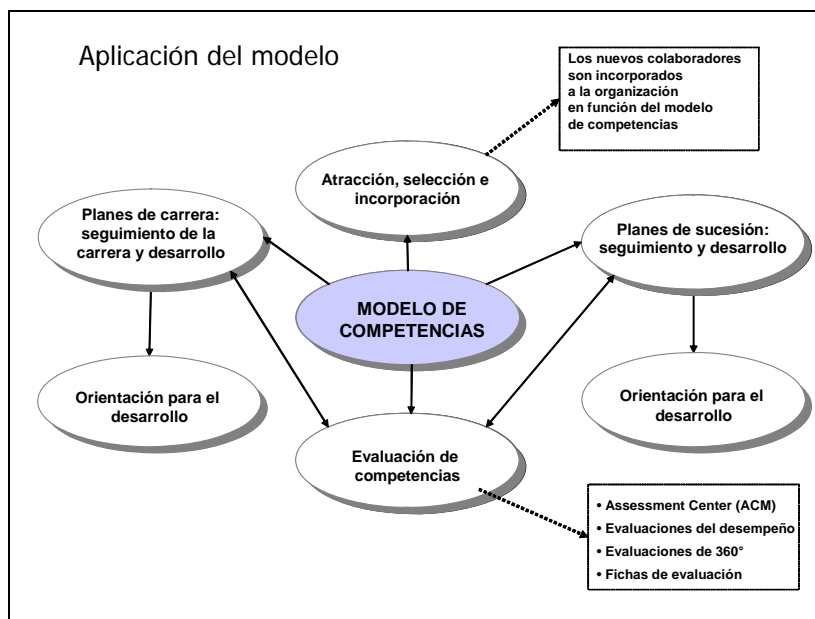 Aplicación del modelo
Los nuevos colaboradores
son incorporados
a la organización
en función del modelo
de competencias
Atracción, selección e
incorporación
Planes de carrera:
seguimiento de la
carrera y desarrollo
Planes de sucesión:
seguimiento y desarrollo
MODELO DE
COMPETENCIAS
Orientación para el
desarrollo
Orientación para el
desarrollo
Evaluación de
competencias
• Assessment Center (ACM)
• Evaluaciones del desempeño
• Evaluaciones de 360°
• Fichas de evaluación